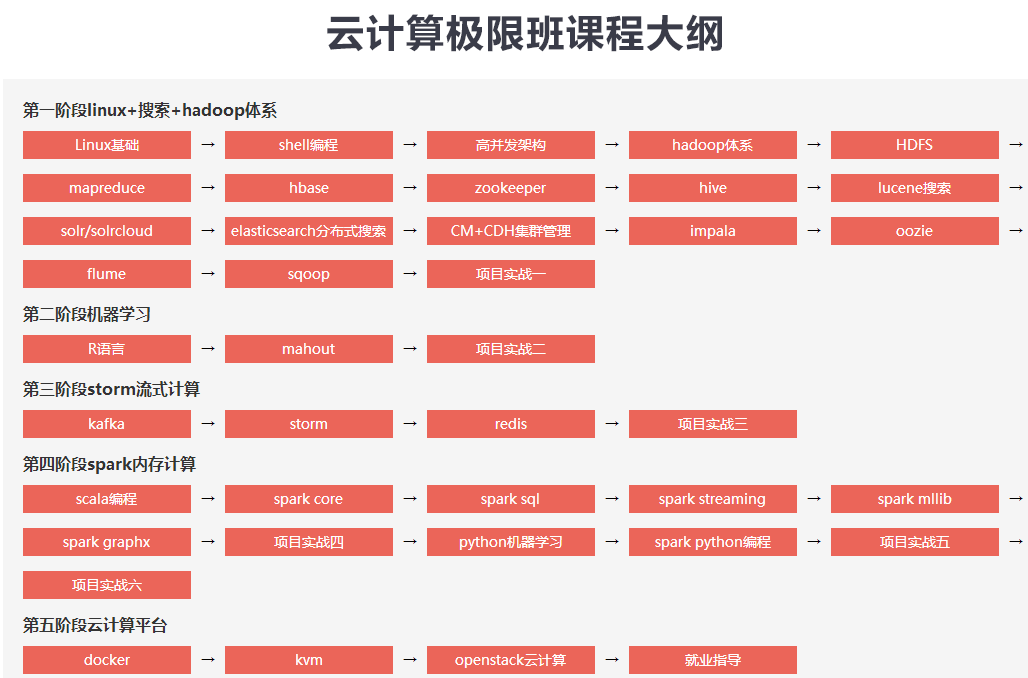 云计算极限班课程大纲
第一阶段linux+搜索+hadoop体系
Linux基础 → shell编程 → 高并发架构 → hadoop体系 → HDFS →
mapreduce → hbase → zookeeper → hive → lucene搜索 →
solr/solrcloud → elasticsearch分布式搜索 → CM+CDH集群管理 → impala → oozie →
flume → sqoop → 项目实战一
第二阶段机器学习
R语言 → mahout → 项目实战二
第三阶段storm流式计算
kafka → storm → redis → 项目实战三
第四阶段spark内存计算
scala编程 → spark core → spark sql → spark streaming → spark mllib →
spark graphx → 项目实战四 → python机器学习 → spark python编程 → 项目实战五 →
项目实战六
第五阶段云计算平台
docker → kvm → openstack云计算 → 就业指导